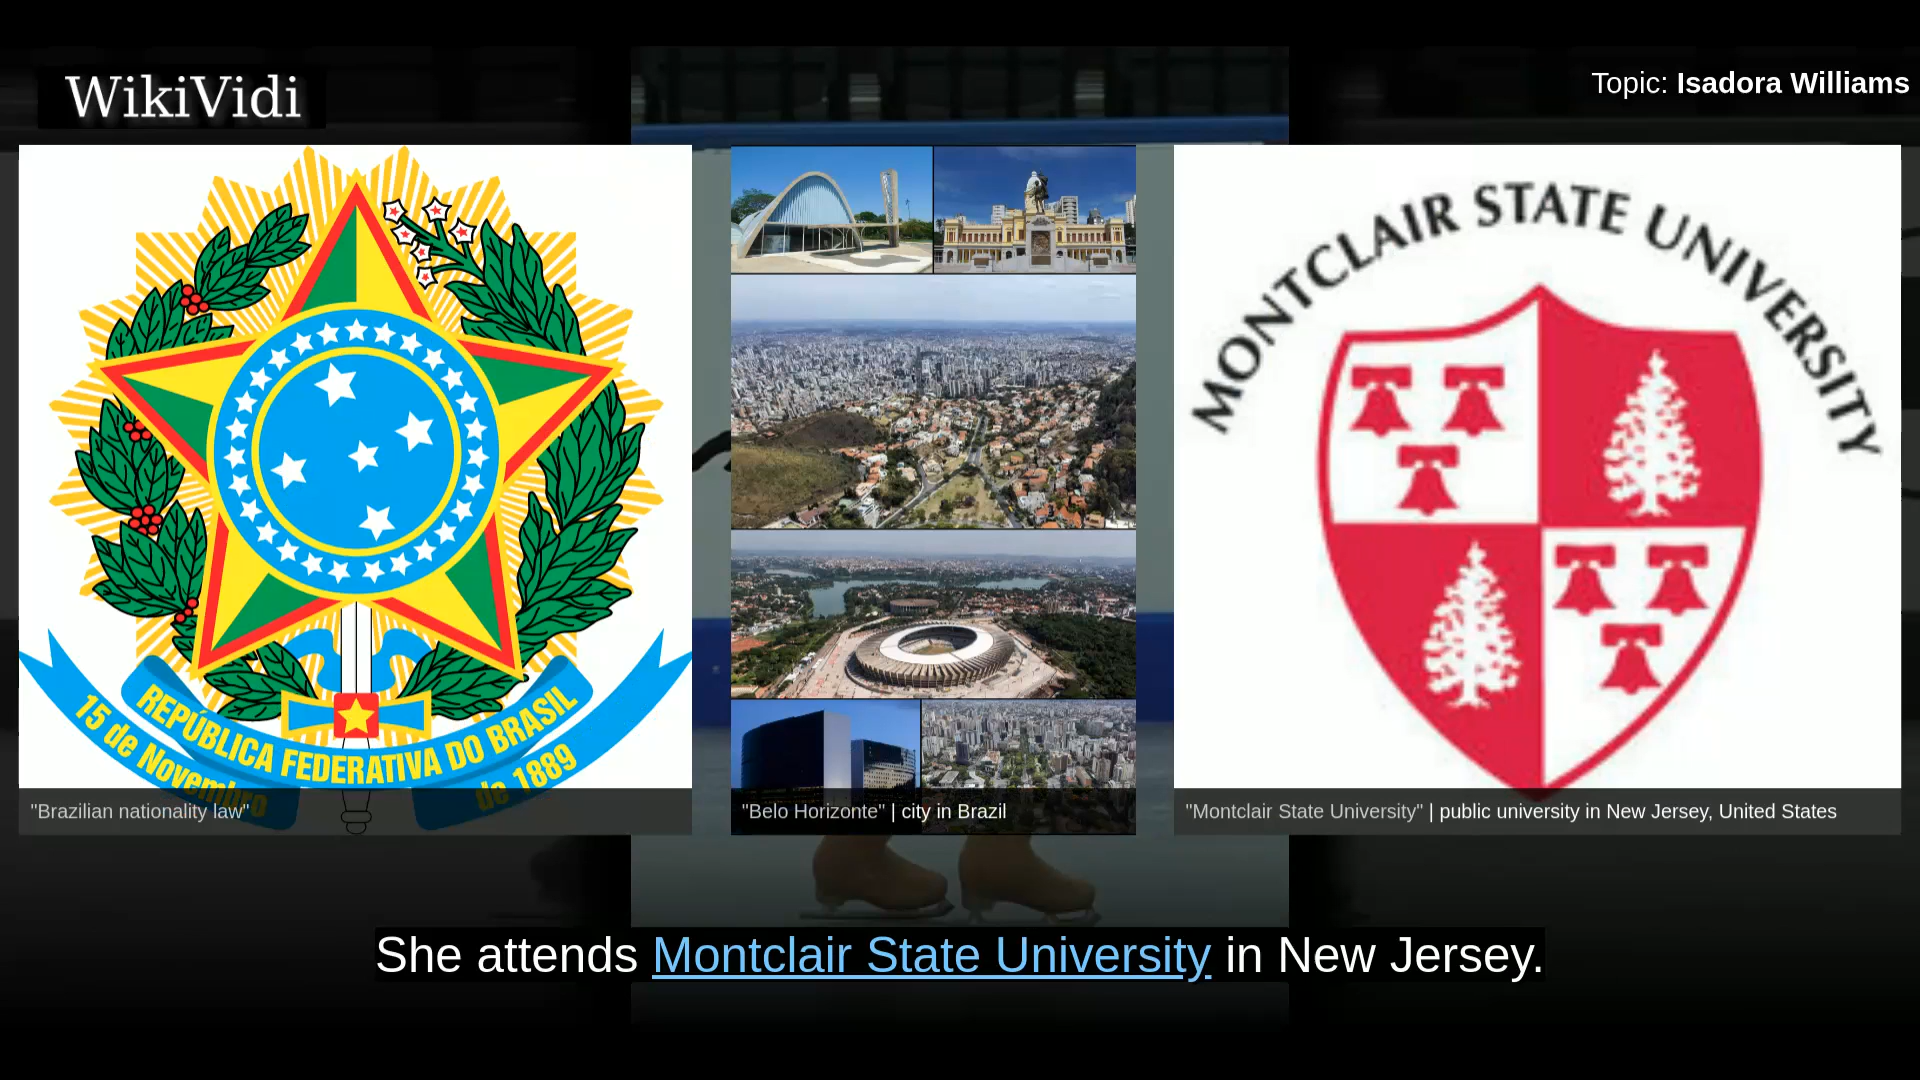 WikiVidi
Topic: Isadora Williams
REPÚBLICA FEDERATIVA DO BRASIL
15 de Novembro
de 1889
MONTCLAIR STATE UNIVERSITY
"Brazilian nationality law"
"Belo Horizonte" | city in Brazil
"Montclair State University" | public university in New Jersey, United States
She attends Montclair State University in New Jersey.